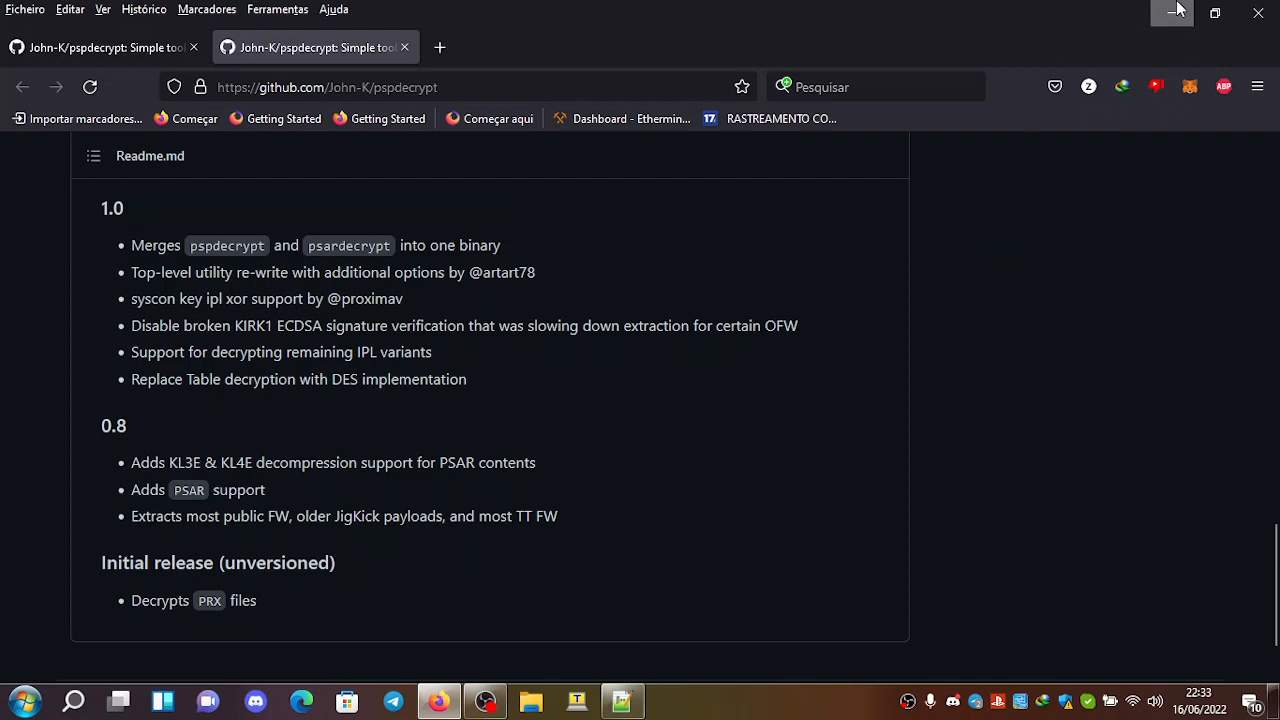 Ficheiro Editar Ver Histórico Marcadores Ferramentas Ajuda
John-K/pspdecrypt: Simple tool John-K/pspdecrypt: Simple tool
https://github.com/John-K/pspdecrypt Pesquisar Z ABP
Importar marcadores... Começar Getting Started Getting Started Começar aqui Dashboard - Ethermin... 17 RASTREAMENTO CO...
Readme.md
1.0
Merges pspdecrypt and psardecrypt into one binary
Top-level utility re-write with additional options by @artart78
syscon key ipl xor support by @proximav
Disable broken KIRK1 ECDSA signature verification that was slowing down extraction for certain OFW
Support for decrypting remaining IPL variants
Replace Table decryption with DES implementation
0.8
Adds KL3E & KL4E decompression support for PSAR contents
Adds PSAR support
Extracts most public FW, older JigKick payloads, and most TT FW
Initial release (unversioned)
Decrypts PRX files
T
22:33
16/06/2022
10